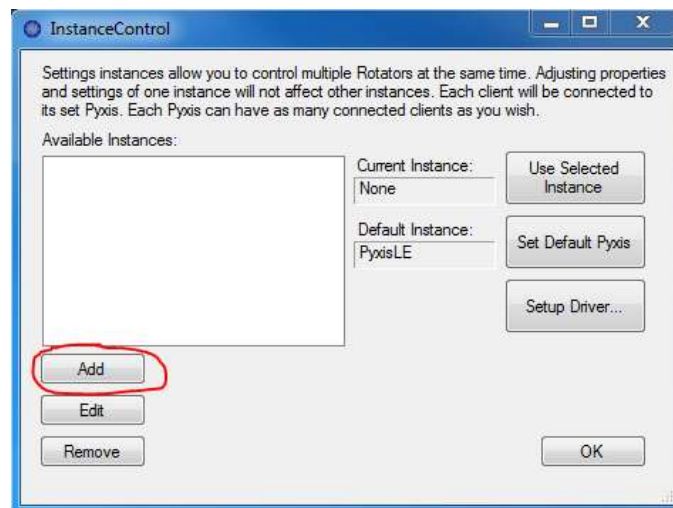 InstanceControl
Settings instances allow you to control multiple Rotators at the same time. Adjusting properties
and settings of one instance will not affect other instances. Each client will be connected to
its set Pyxis. Each Pyxis can have as many connected clients as you wish.
Available Instances:
Current Instance:
None
Use Selected
Instance
Default Instance:
PyxisLE
Set Default Pyxis
Setup Driver...
Add
Edit
Remove
OK